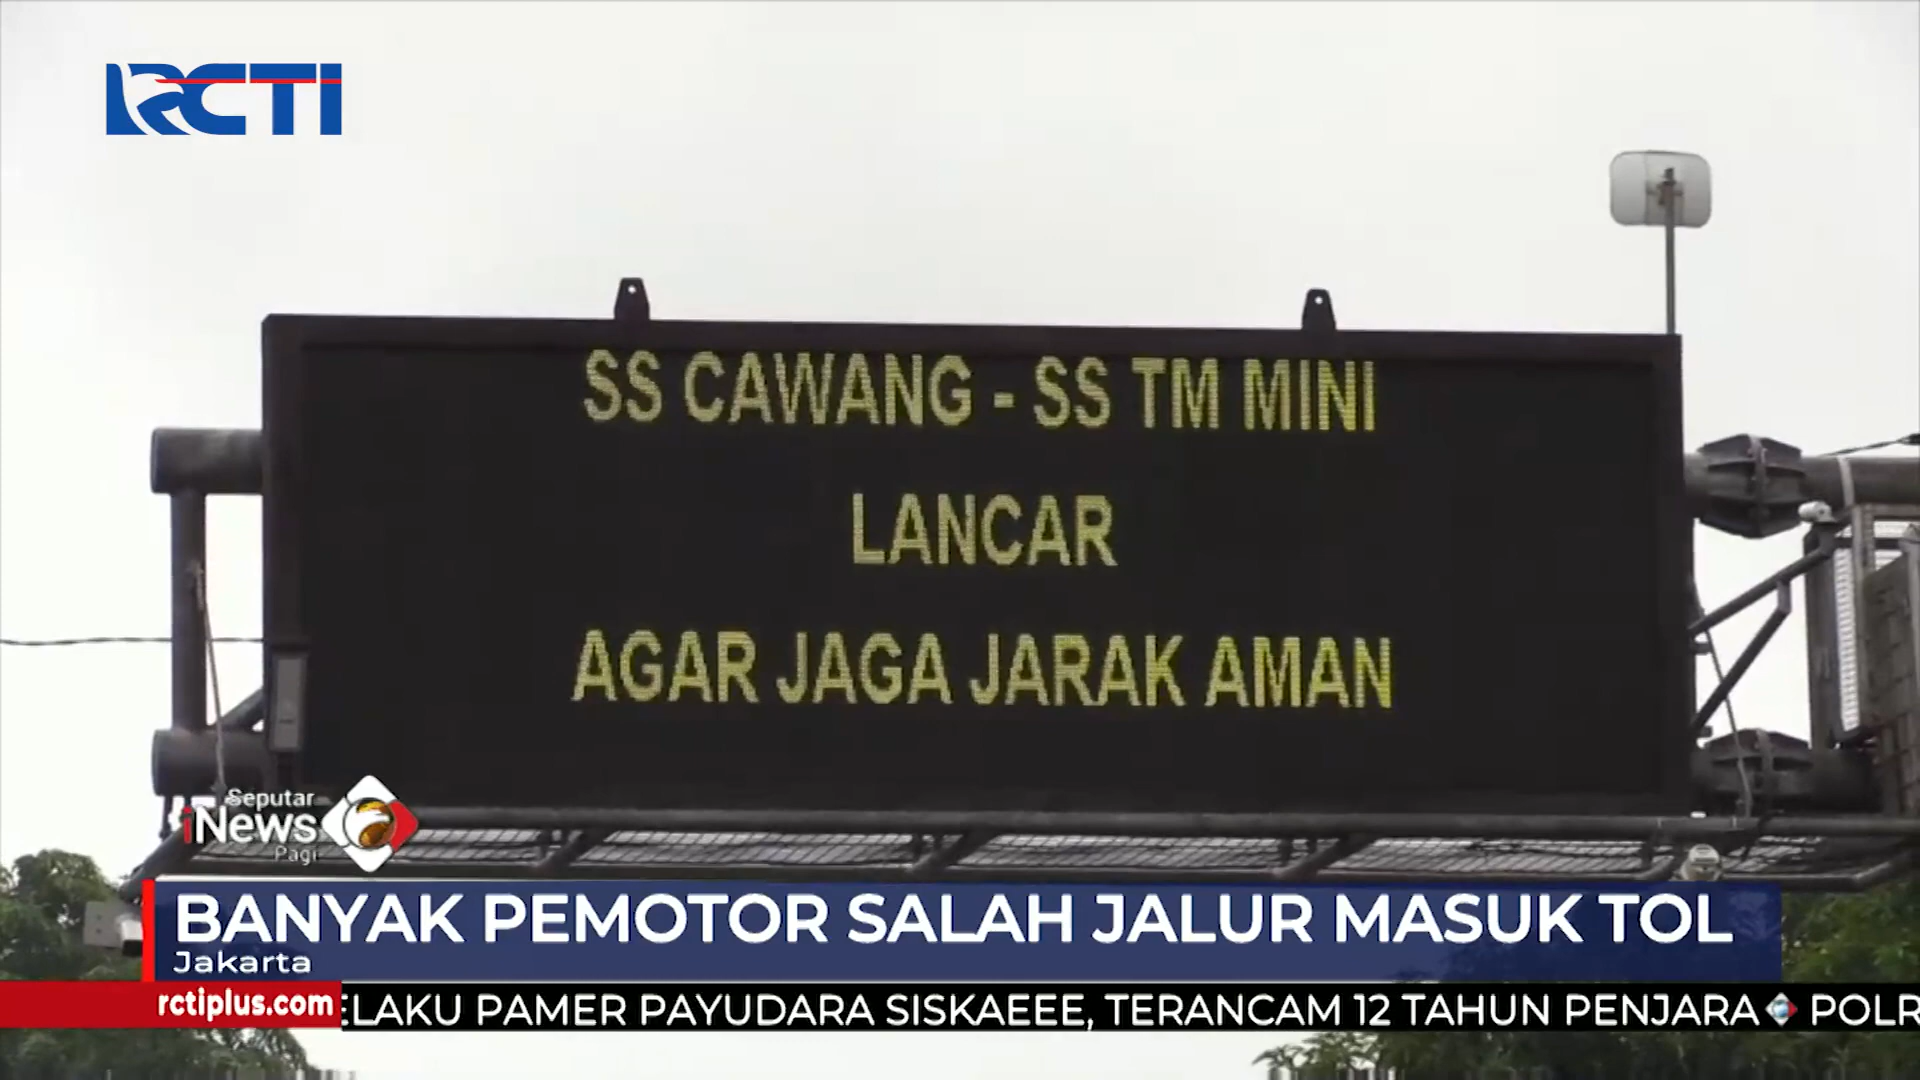 RCTI
SS CAWANG - SS TM MINI
LANCAR
AGAR JAGA JARAK AMAN
Seputar
iNews
Pagi
BANYAK PEMOTOR SALAH JALUR MASUK TOL
Jakarta
rctiplus.com ELAKU PAMER PAYUDARA SISKAEEE, TERANCAM 12 TAHUN PENJARA POLR